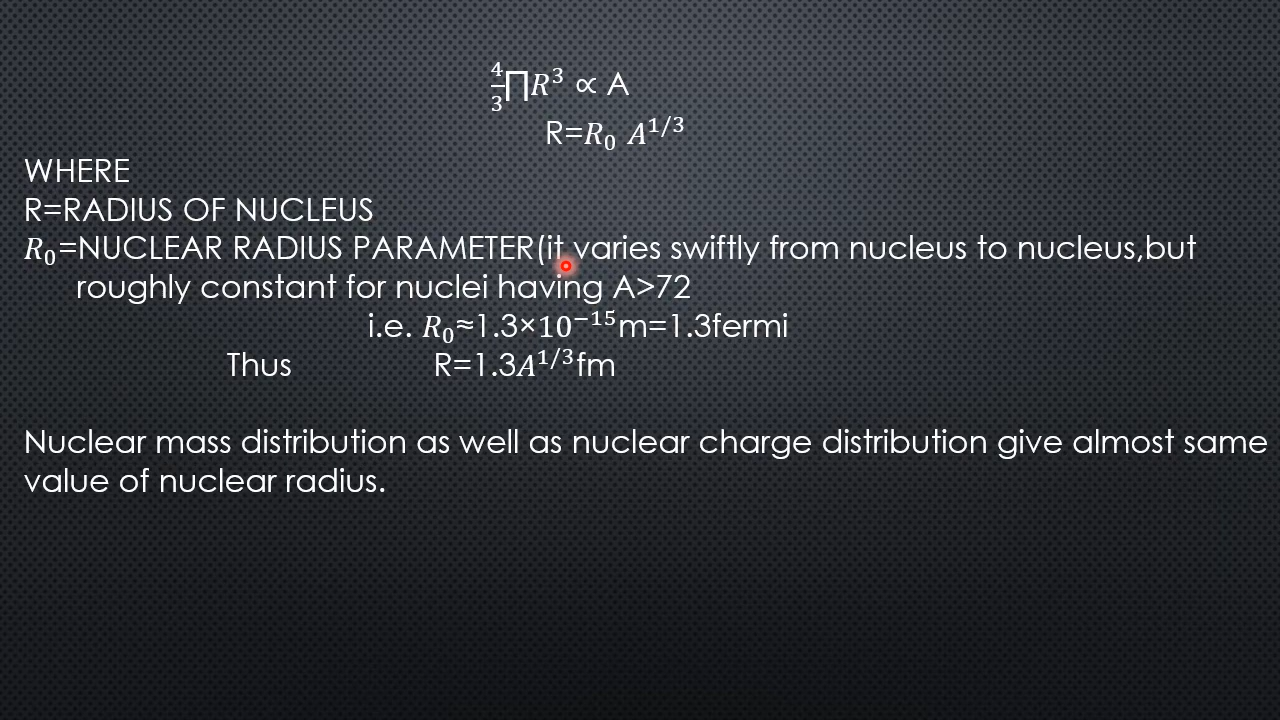 4/3∏R³ ∝ A
R=R₀ A^1/3
WHERE
R=RADIUS OF NUCLEUS
R₀=NUCLEAR RADIUS PARAMETER(it varies swiftly from nucleus to nucleus,but
roughly constant for nuclei having A>72
i.e. R₀≈1.3×10⁻¹⁵m=1.3fermi
Thus R=1.3A^1/3fm
Nuclear mass distribution as well as nuclear charge distribution give almost same
value of nuclear radius.